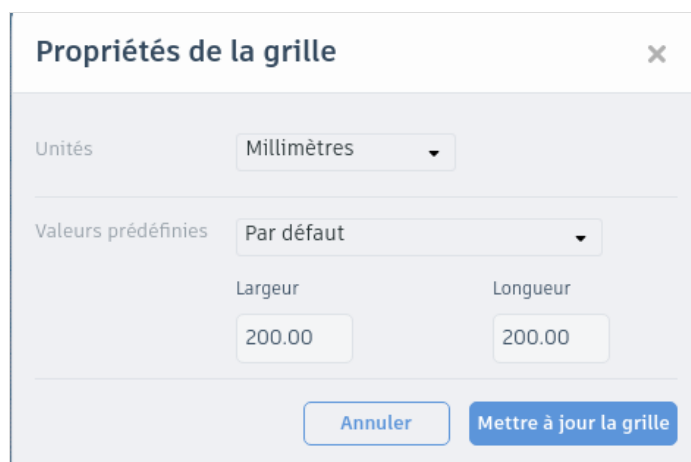 Propriétés de la grille
Unités Millimètres
Valeurs prédéfinies Par défaut
Largeur Longueur
200.00 200.00
Annuler Mettre à jour la grille